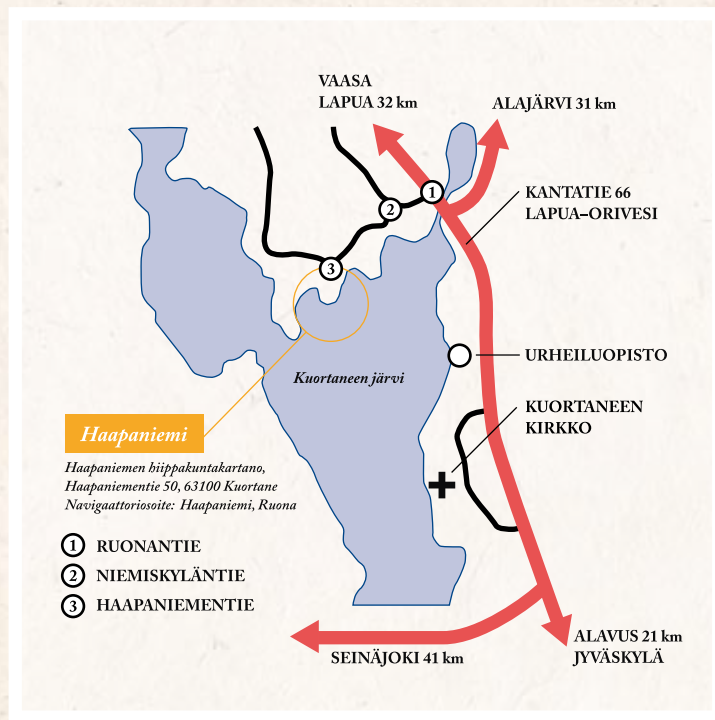 VAASA
LAPUA 32 km
ALAJÄRVI 31 km
1
2
3
KANTATIE 66
LAPUA–ORIVESI
URHEILUOPISTO
Kuortaneen järvi
KUORTANEEN
KIRKKO
Haapaniemi
Haapaniemen hiippakuntakartano,
Haapaniementie 50, 63100 Kuortane
Navigaattoriosoite: Haapaniemi, Ruona
1 RUONANTIE
2 NIEMISKYLÄNTIE
3 HAAPANIEMENTIE
SEINÄJOKI 41 km
ALAVUS 21 km
JYVÄSKYLÄ